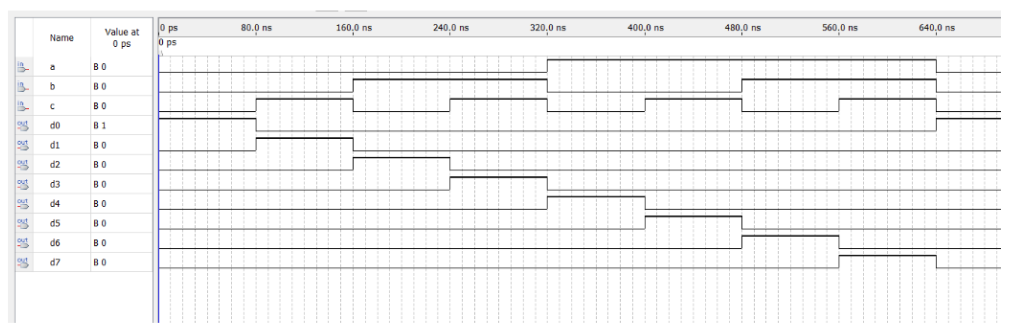 Name Value at 0 ps
0 ps 80.0 ns 160.0 ns 240.0 ns 320.0 ns 400.0 ns 480.0 ns 560.0 ns 640.0 ns
0 ps
in a B 0
in b B 0
in c B 0
out d0 B 1
out d1 B 0
out d2 B 0
out d3 B 0
out d4 B 0
out d5 B 0
out d6 B 0
out d7 B 0